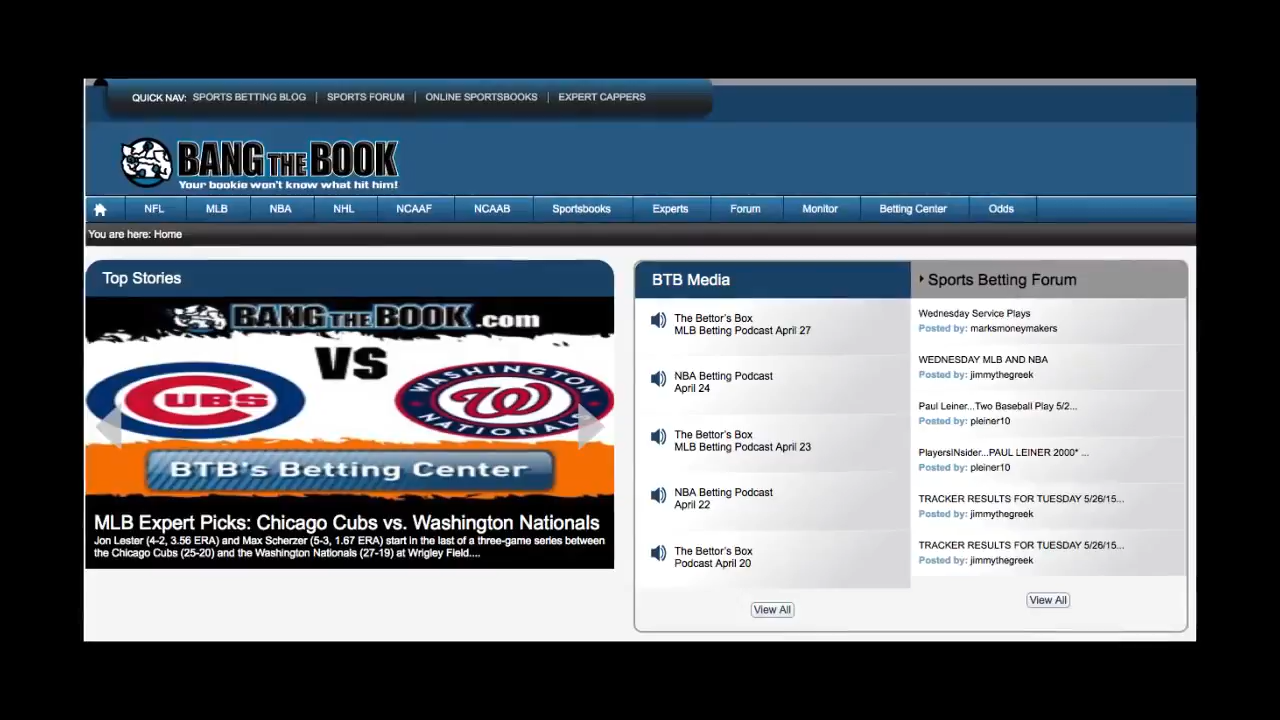 QUICK NAV: SPORTS BETTING BLOG | SPORTS FORUM | ONLINE SPORTSBOOKS | EXPERT CAPPERS
BANG THE BOOK
Your bookie won't know what hit him!
NFL MLB NBA NHL NCAAF NCAAB Sportsbooks Experts Forum Monitor Betting Center Odds
You are here: Home
Top Stories
BANG THE BOOK.com
VS
CUBS
WASHINGTON
W
NATIONALS
BTB's Betting Center
MLB Expert Picks: Chicago Cubs vs. Washington Nationals
Jon Lester (4-2, 3.56 ERA) and Max Scherzer (5-3, 1.67 ERA) start in the last of a three-game series between
the Chicago Cubs (25-20) and the Washington Nationals (27-19) at Wrigley Field....
BTB Media
The Bettor's Box
MLB Betting Podcast April 27
NBA Betting Podcast
April 24
The Bettor's Box
MLB Betting Podcast April 23
NBA Betting Podcast
April 22
The Bettor's Box
Podcast April 20
View All
Sports Betting Forum
Wednesday Service Plays
Posted by: marksmoneymakers
WEDNESDAY MLB AND NBA
Posted by: jimmythegreek
Paul Leiner...Two Baseball Play 5/2...
Posted by: pleiner10
PlayersINsider...PAUL LEINER 2000* ...
Posted by: pleiner10
TRACKER RESULTS FOR TUESDAY 5/26/15...
Posted by: jimmythegreek
TRACKER RESULTS FOR TUESDAY 5/26/15...
Posted by: jimmythegreek
View All